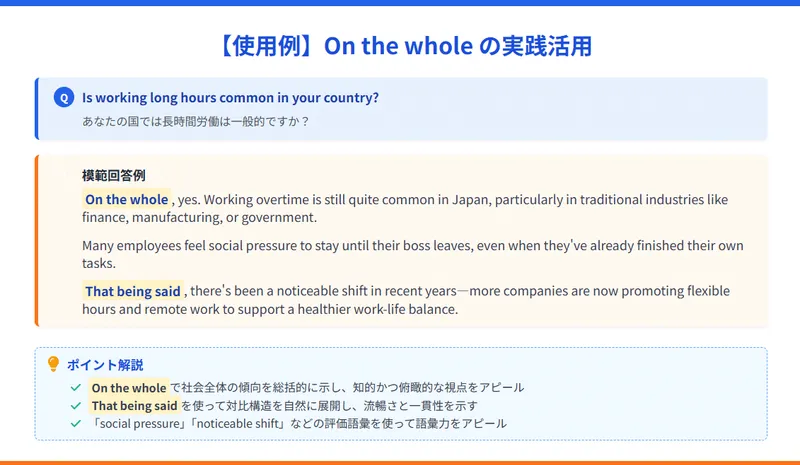 【使用例】On the whole の実践活用
Q Is working long hours common in your country?
あなたの国では長時間労働は一般的ですか？
模範回答例
On the whole , yes. Working overtime is still quite common in Japan, particularly in traditional industries like
finance, manufacturing, or government.
Many employees feel social pressure to stay until their boss leaves, even when they've already finished their own
tasks.
That being said , there's been a noticeable shift in recent years—more companies are now promoting flexible
hours and remote work to support a healthier work-life balance.
ポイント解説
On the whole で社会全体の傾向を総括的に示し、知的かつ俯瞰的な視点をアピール
That being said を使って対比構造を自然に展開し、流暢さと一貫性を示す
「social pressure」「noticeable shift」などの評価語彙を使って語彙力をアピール